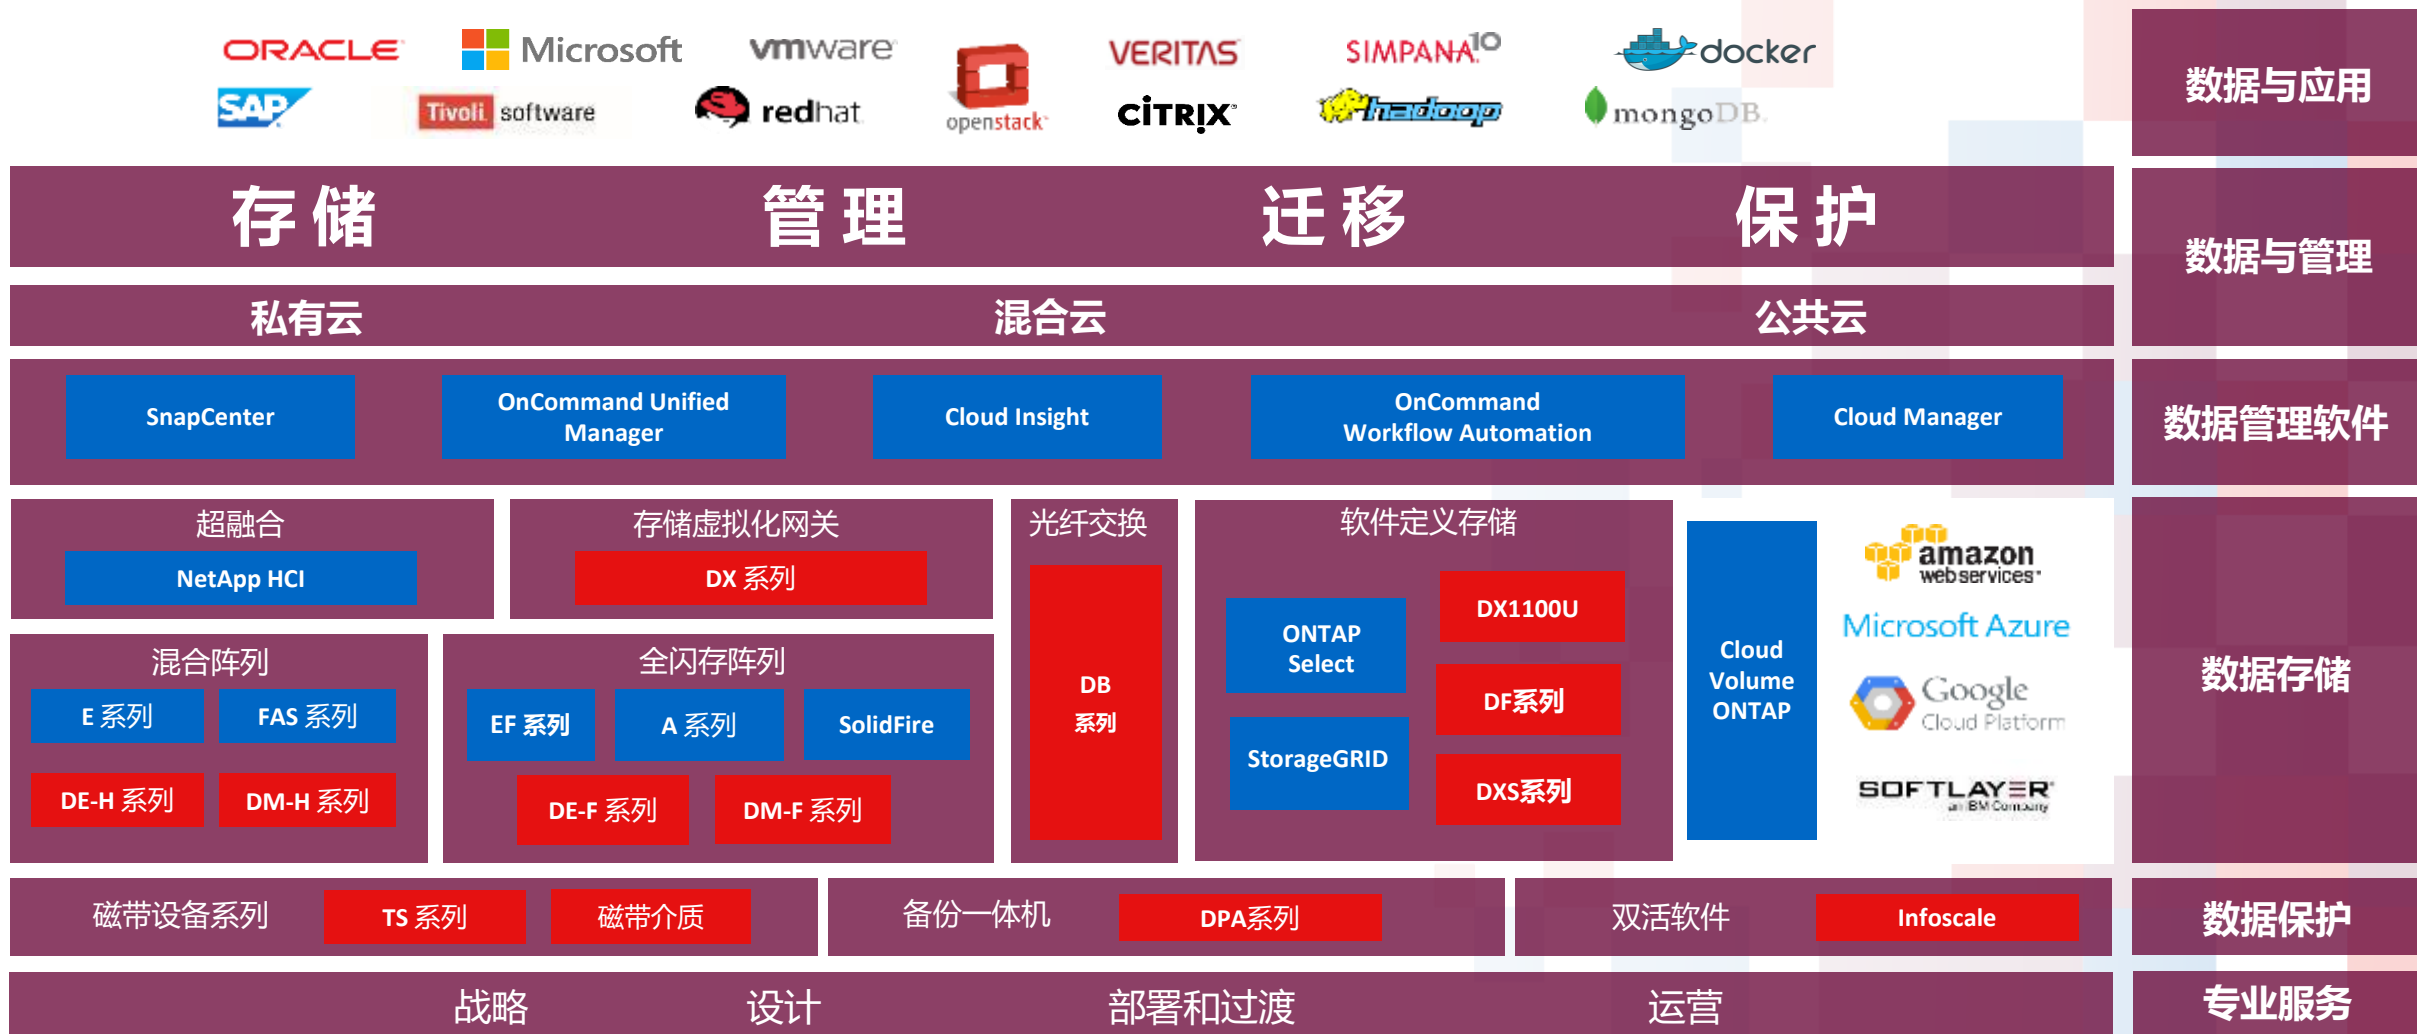 ORACLE
Microsoft
vmware
openstack
VERITAS
SIMPANA 10
docker
SAP
Tivoli software
redhat
CiTRIX
hadoop
mongoDB
数据与应用
存储 管理 迁移 保护
数据与管理
私有云 混合云 公共云
SnapCenter
OnCommand Unified
Manager
Cloud Insight
OnCommand
Workflow Automation
Cloud Manager
数据管理软件
超融合
NetApp HCI
存储虚拟化网关
DX 系列
混合阵列
E 系列
FAS 系列
DE-H 系列
DM-H 系列
全闪存阵列
EF 系列
A 系列
SolidFire
DE-F 系列
DM-F 系列
光纤交换
DB
系列
软件定义存储
ONTAP
Select
StorageGRID
DX1100U
DF系列
DXS系列
Cloud
Volume
ONTAP
amazon
webservices
Microsoft Azure
Google
Cloud Platform
SOFTLAYER
an IBM Company
数据存储
磁带设备系列
TS 系列
磁带介质
备份一体机
DPA系列
双活软件
Infoscale
数据保护
战略 设计 部署和过渡 运营
专业服务